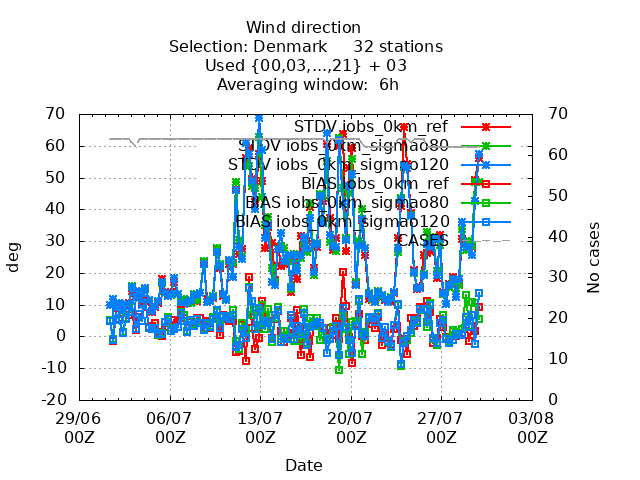 Wind direction
Selection: Denmark 32 stations
Used {00,03,...,21} + 03
Averaging window: 6h
70 70
STDV iobs_0km_ref
60 60
STDV iobs_0km_sigmao80
STDV iobs_0km_sigmao120
50 50
BIAS iobs_0km_ref
BIAS iobs_0km_sigmao80
40 40
BIAS iobs_0km_sigmao120
CASES
30
30
20
20
10
0
10
-10
-20 0
deg
No cases
29/06 06/07 13/07 20/07 27/07 03/08
00Z 00Z 00Z 00Z 00Z 00Z
Date